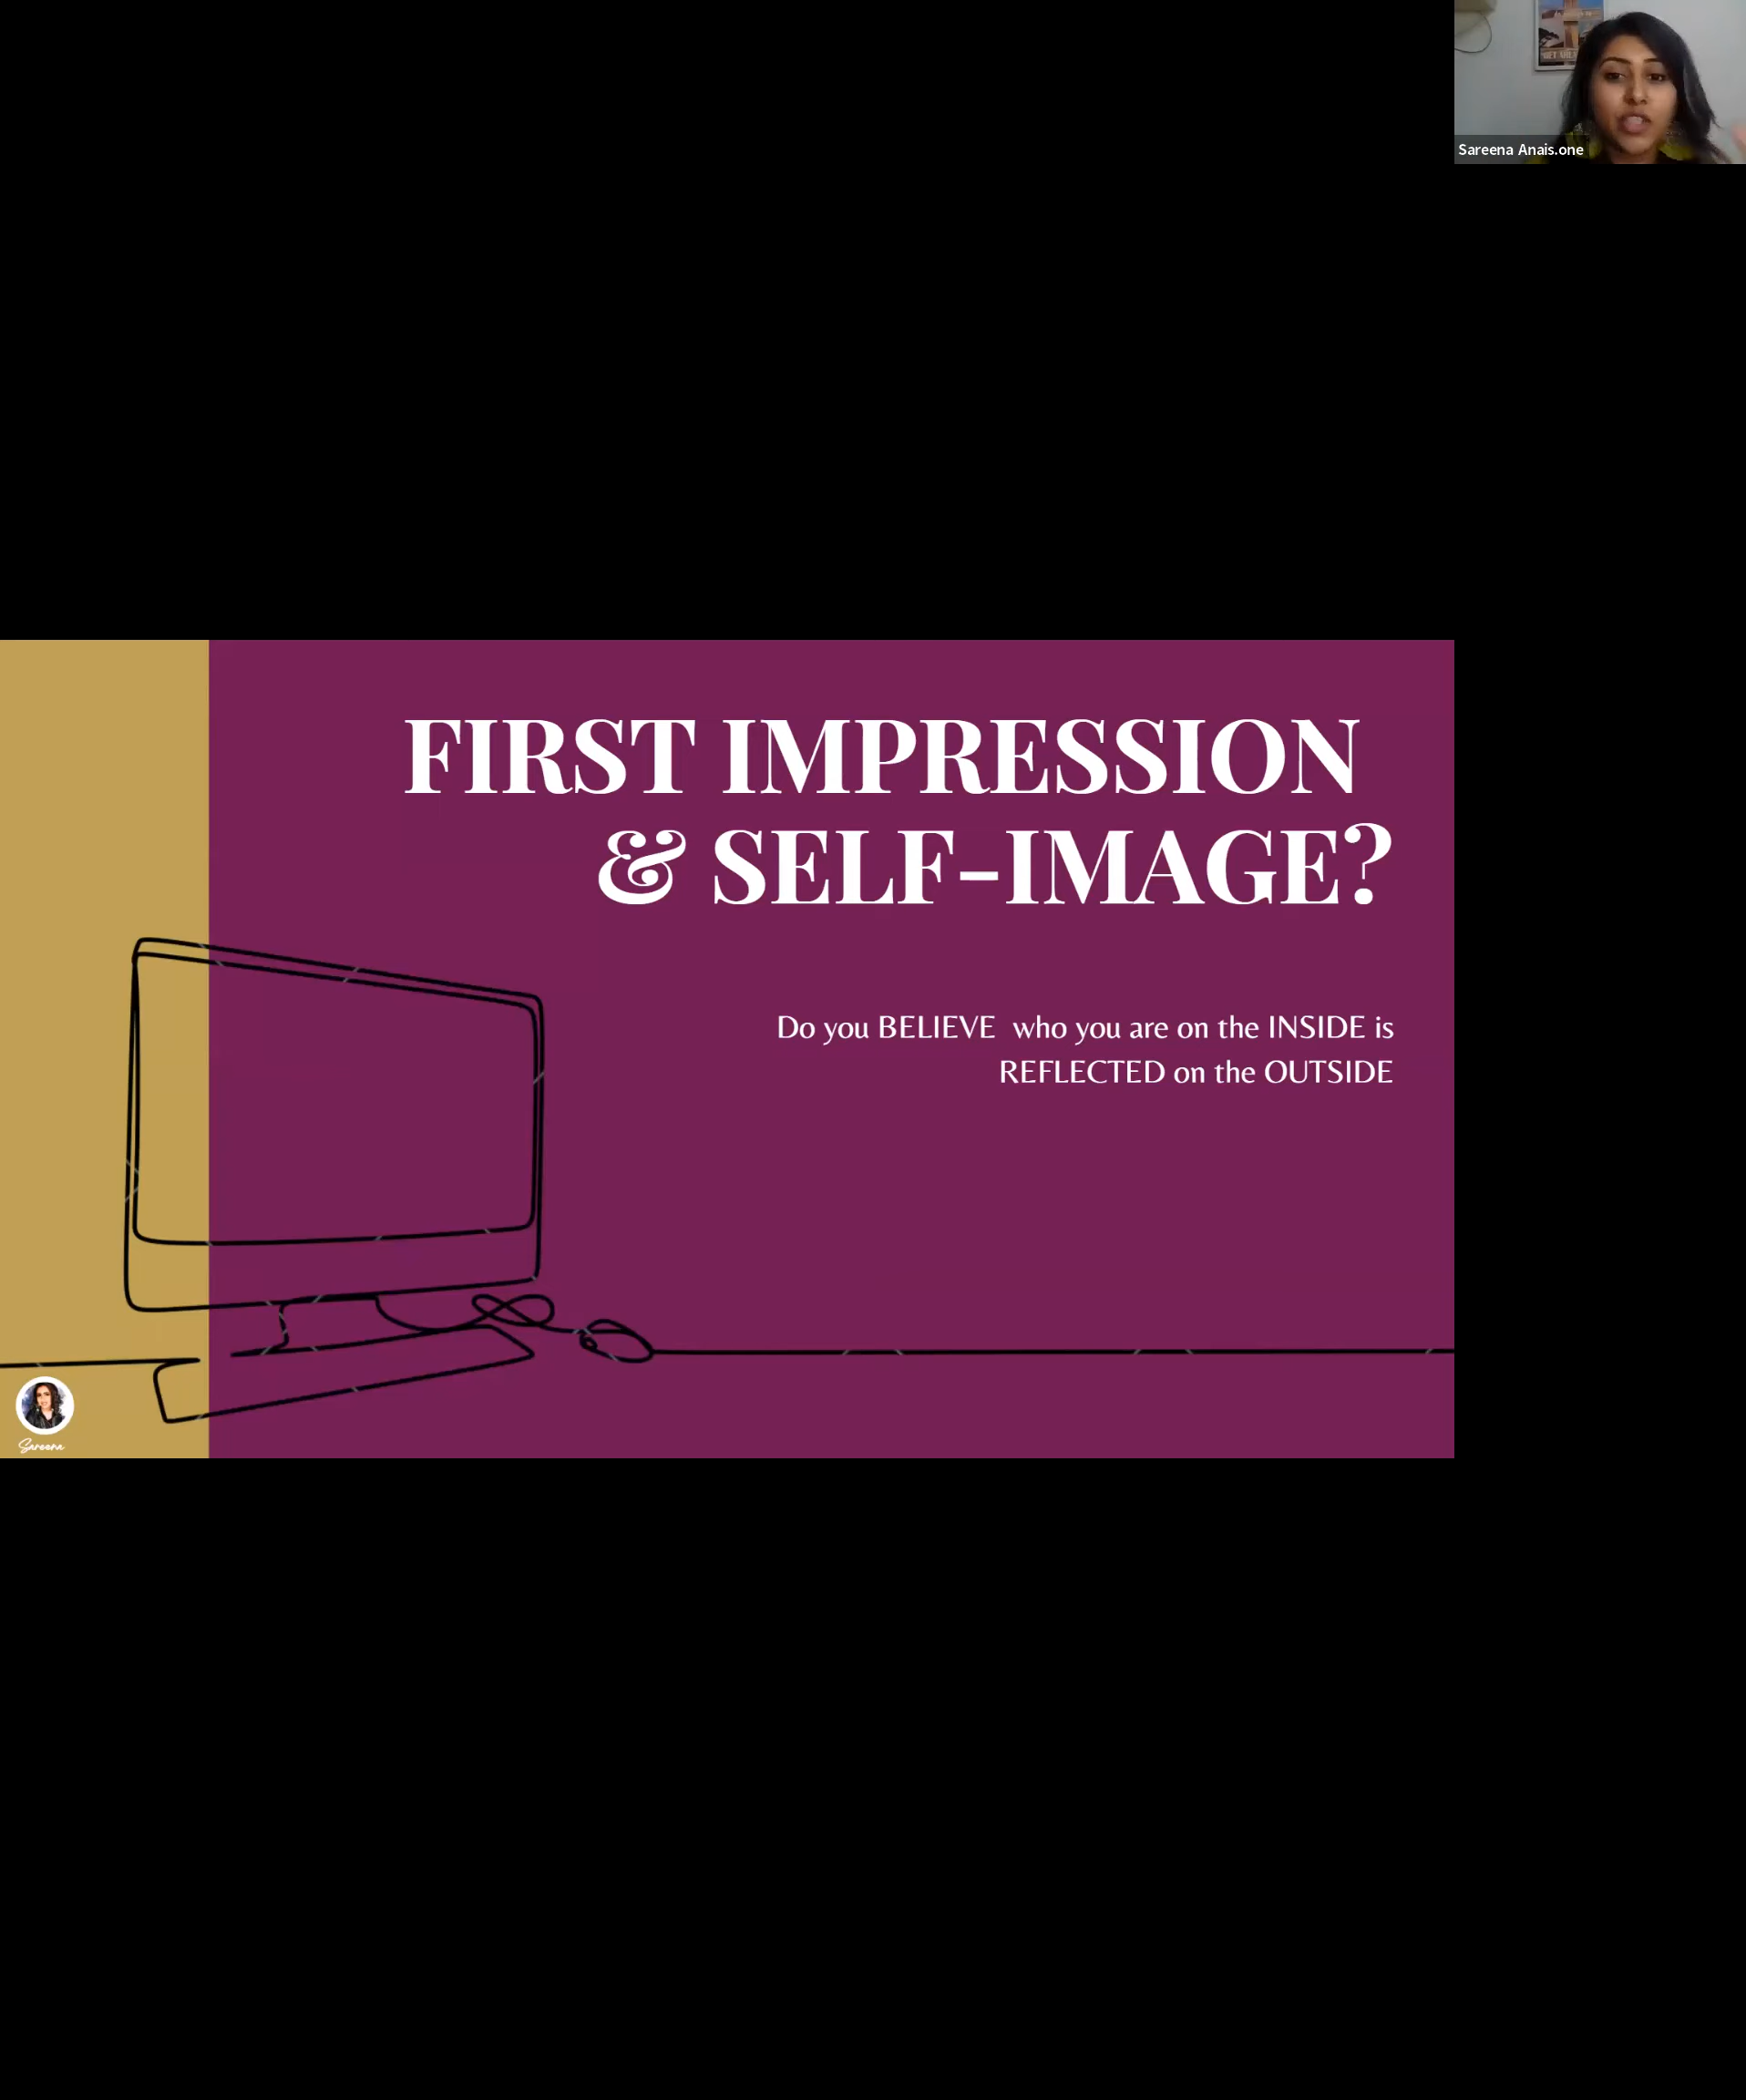 Sareena Anais.one
FIRST IMPRESSION
& SELF-IMAGE?
Do you BELIEVE  who you are on the INSIDE is
REFLECTED on the OUTSIDE
Sareena